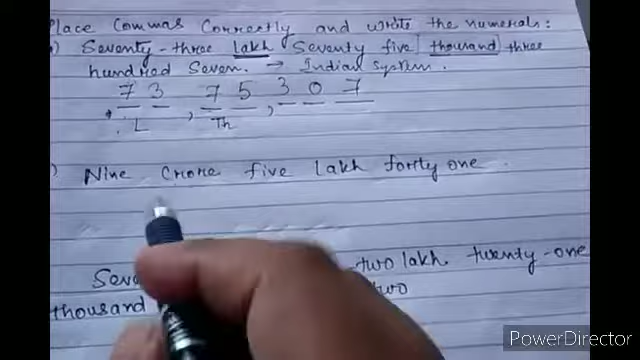 Place Commas Correctly and write the numerals:
) Seventy-three lakh Seventy five thousand three
hundred Seven. → Indian system.
7 3 , 7 5 , 3 0 7
L Th
) Nine Crore five lakh forty one.
two lakh twenty-one
thousand two
PowerDirector